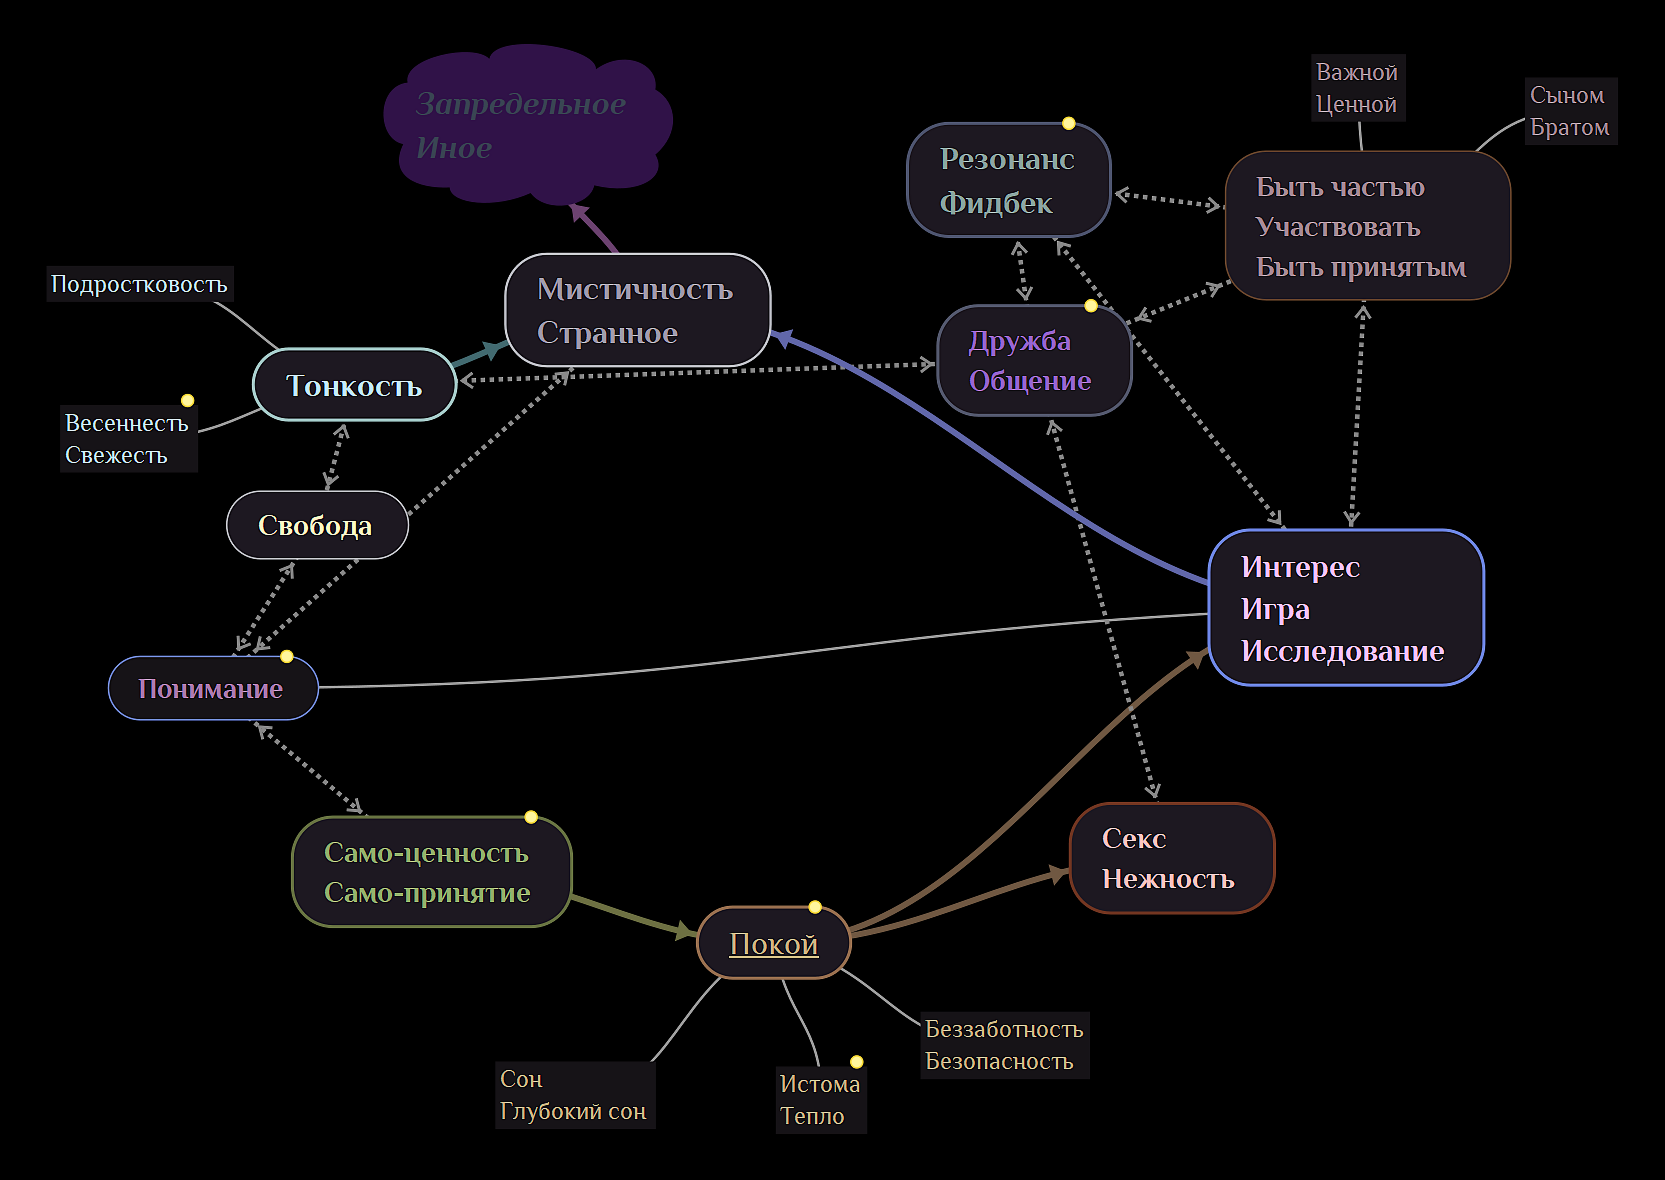 Запредельное
Иное
Важной
Ценной
Сыном
Братом
Резонанс
Фидбек
Быть частью
Участвовать
Быть принятым
Подростковость
Мистичность
Странное
Дружба
Общение
Тонкость
Весеннесть
Свежесть
Свобода
Интерес
Игра
Исследование
Понимание
Само-ценность
Само-принятие
Секс
Нежность
Покой
Беззаботность
Безопасность
Сон
Глубокий сон
Истома
Тепло